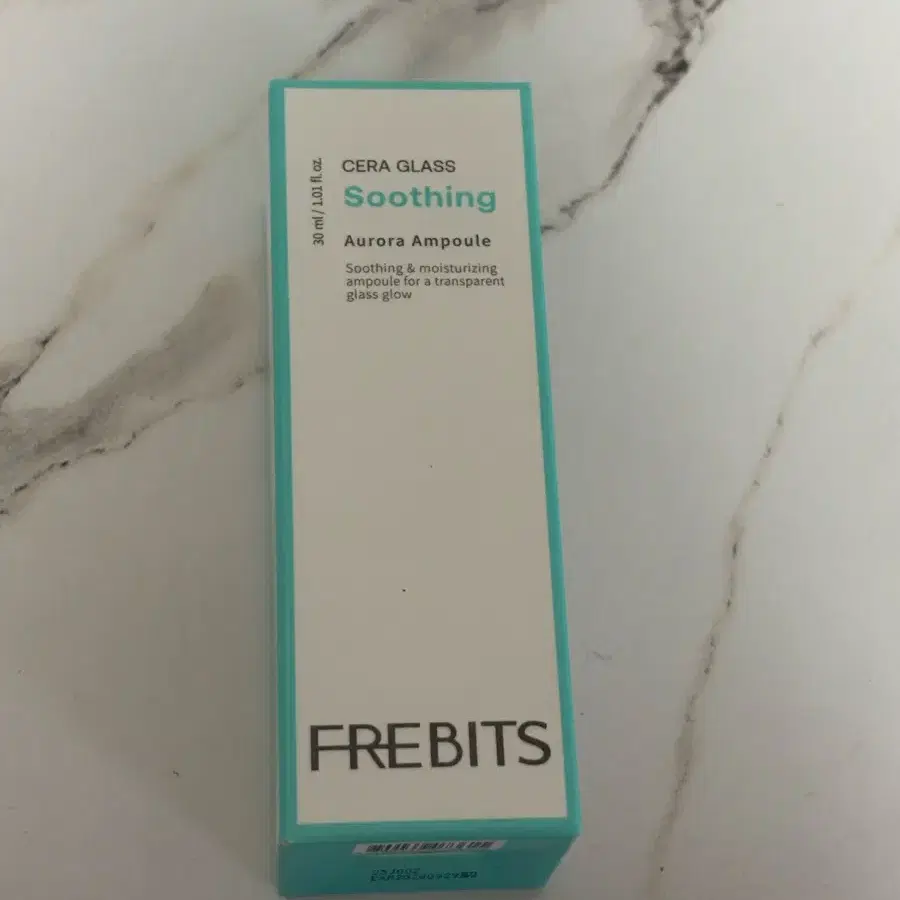 30 ml / 1.01 fl. oz.
CERA GLASS
Soothing
Aurora Ampoule
Soothing & moisturizing
ampoule for a transparent
glass glow
FREBITS